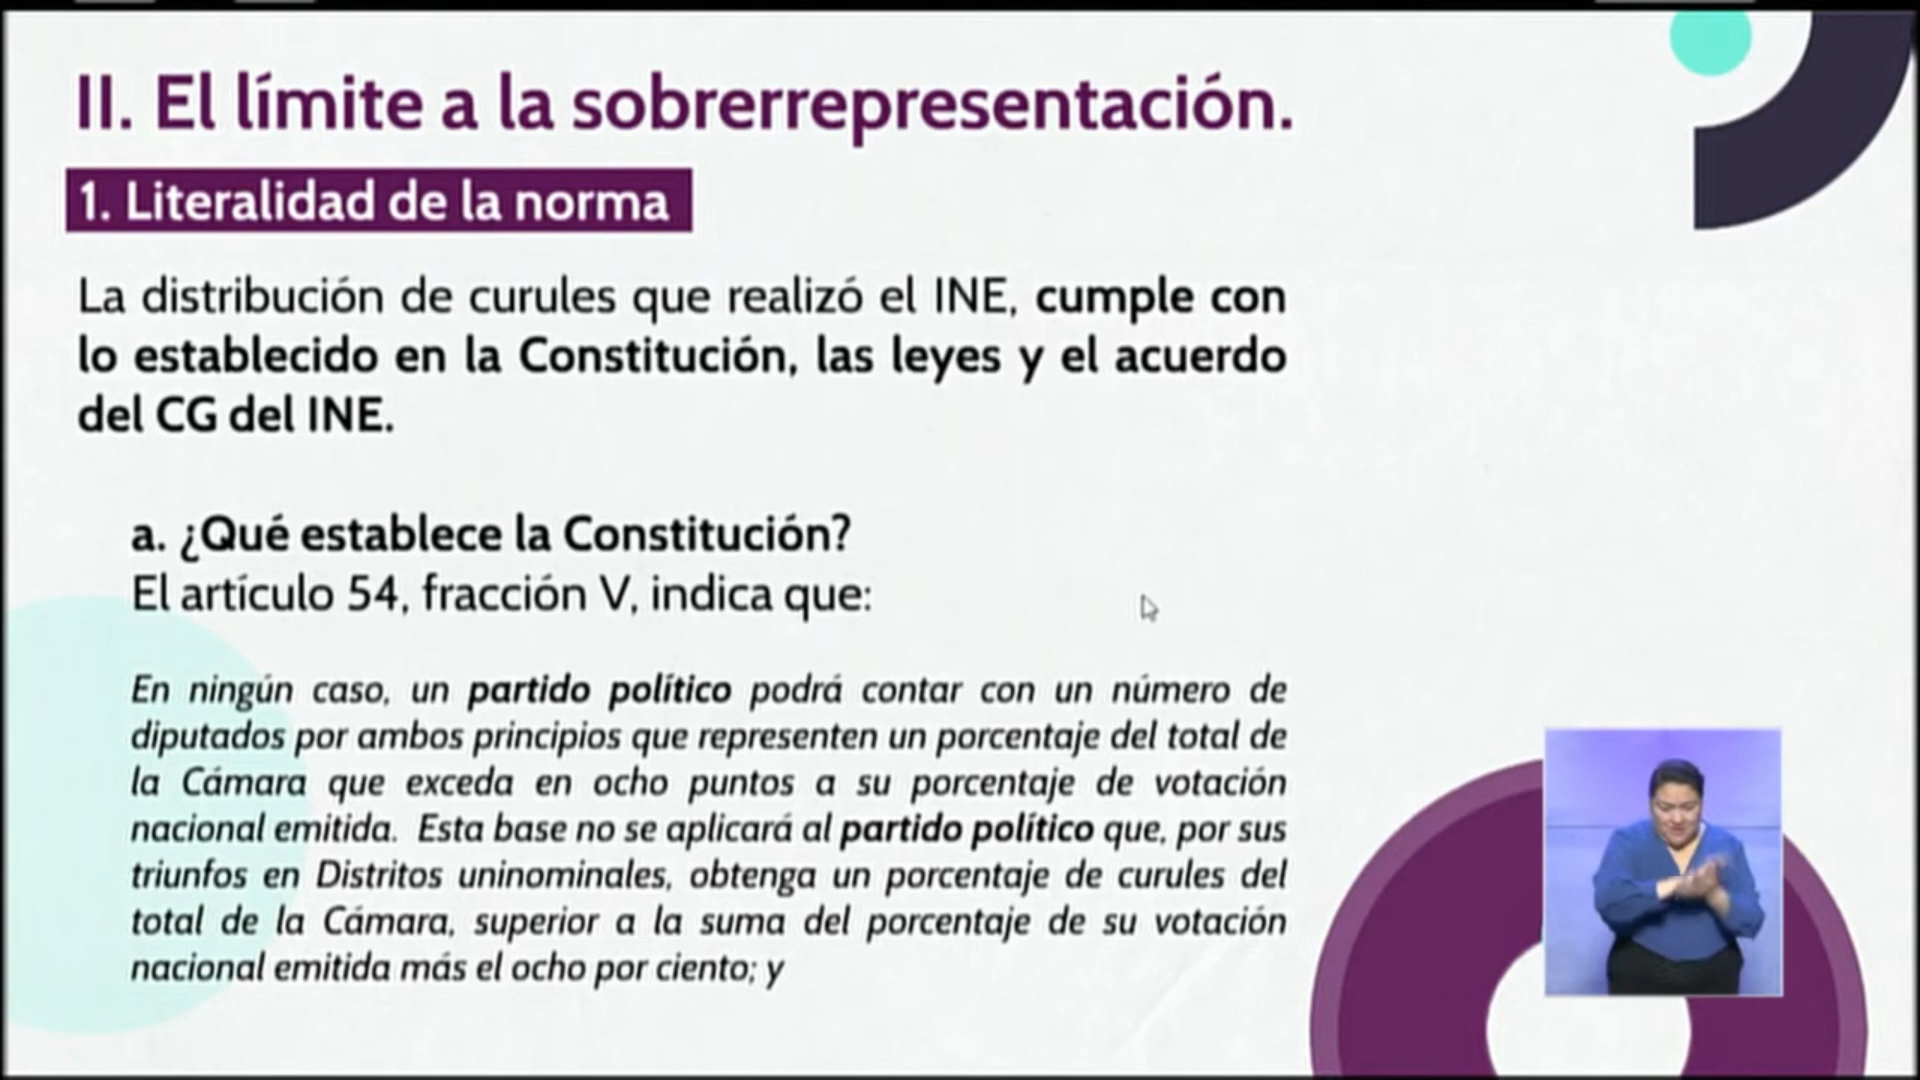 II. El límite a la sobrerrepresentación.
1. Literalidad de la norma
La distribución de curules que realizó el INE, cumple con
lo establecido en la Constitución, las leyes y el acuerdo
del CG del INE.
a. ¿Qué establece la Constitución?
El artículo 54, fracción V, indica que:
En ningún caso, un partido político podrá contar con un número de
diputados por ambos principios que representen un porcentaje del total de
la Cámara que exceda en ocho puntos a su porcentaje de votación
nacional emitida. Esta base no se aplicará al partido político que, por sus
triunfos en Distritos uninominales, obtenga un porcentaje de curules del
total de la Cámara, superior a la suma del porcentaje de su votación
nacional emitida más el ocho por ciento; y